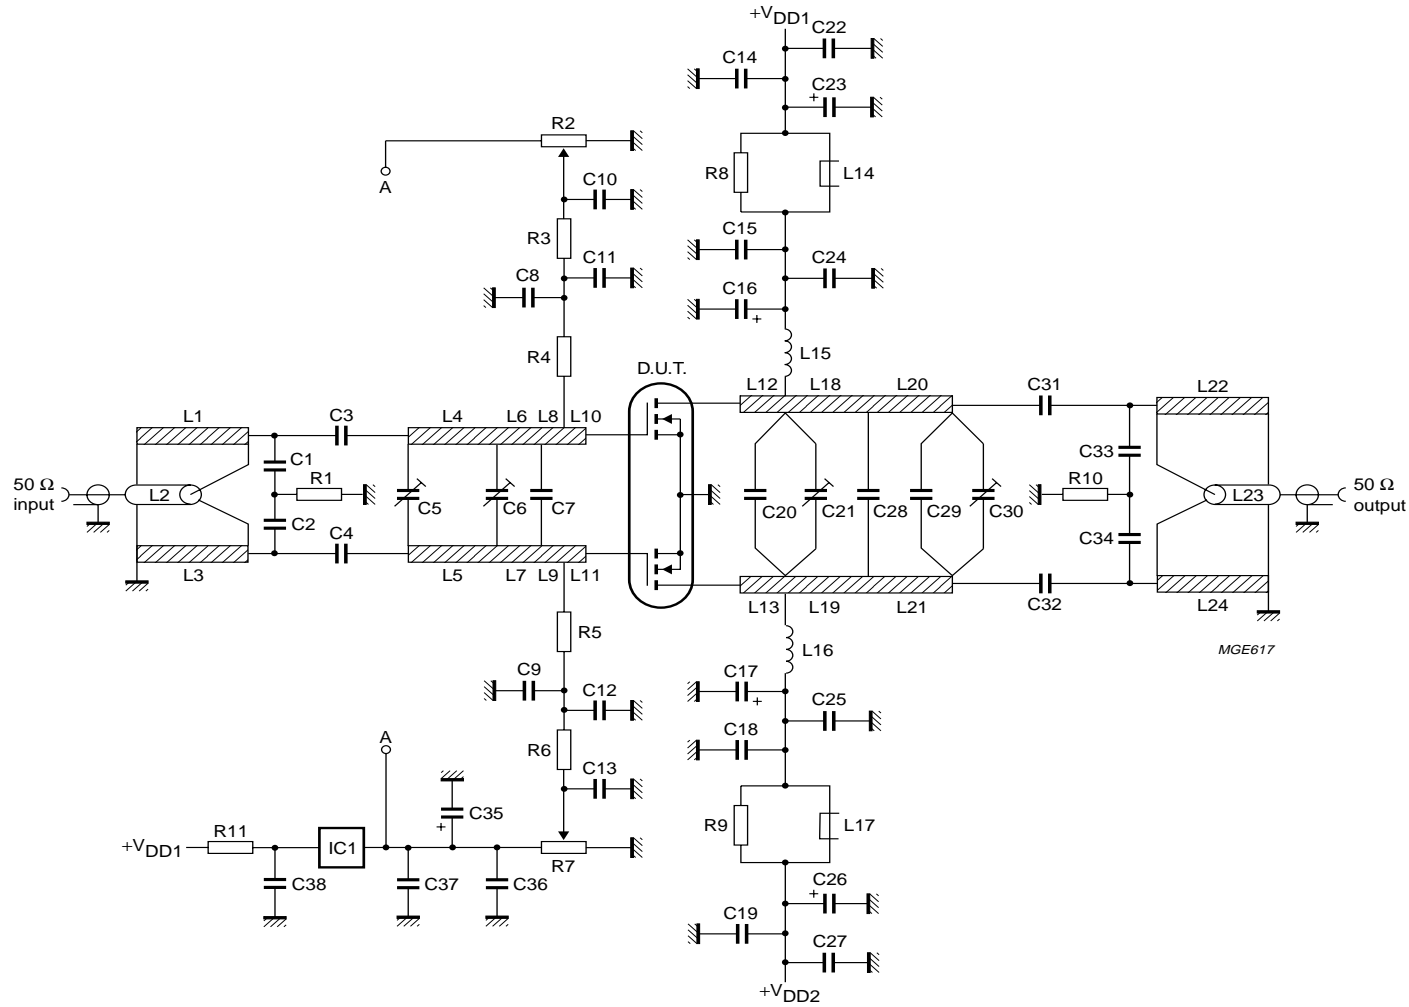 +VDD1
C22
C14
C23
R2
R8
L14
A
C10
R3
C15
C11
C24
C8
C16
R4
L15
D.U.T.
L12
L18
L20
C31
L22
L1
C3
L4
L6
L8
L10
C1
C33
R1
R10
50 Ω
input
L2
C5
C6
C7
C20
C21
C28
C29
C30
L23
50 Ω
output
C2
C4
C34
L3
L5
L7
L9
L11
L13
L19
L21
C32
L24
R5
L16
MGE617
C9
C17
C12
C25
A
R6
C18
C13
C35
R9
L17
R11
+VDD1
IC1
R7
C38
C37
C36
C26
C19
C27
+VDD2